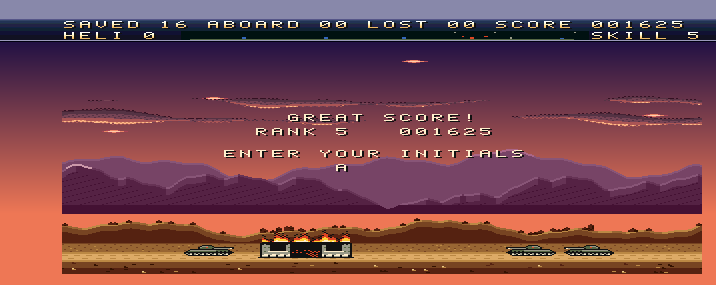 SAVED 16 ABOARD 00 LOST 00 SCORE 001625
HELI 0 SKILL 5
GREAT SCORE!
RANK 5 001625
ENTER YOUR INITIALS
A